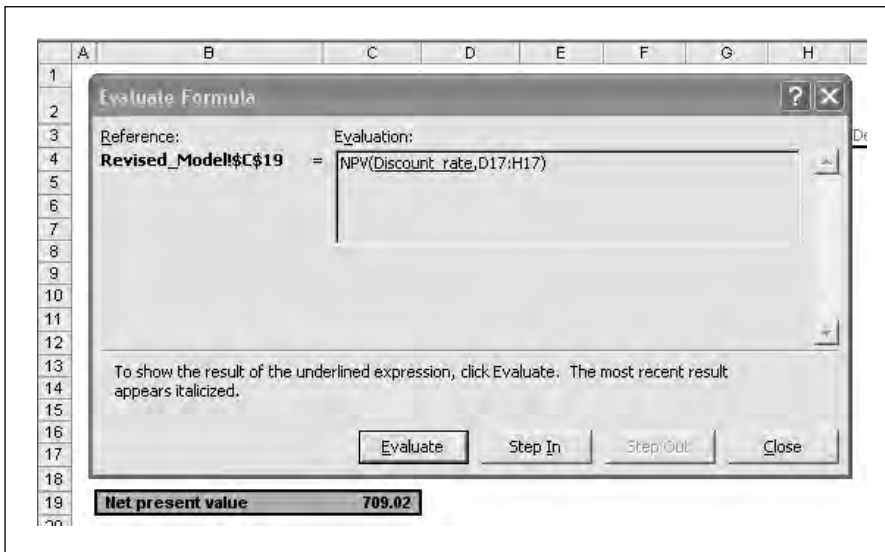 A B C D E F G H
1
Evaluate Formula ? X
2
3 Reference: Evaluation: De
4 Revised_Model!$C$19 = NPV(Discount_rate,D17:H17)
5
6
7
8
9
10
11
12
13 To show the result of the underlined expression, click Evaluate. The most recent result
14 appears italicized.
15
16 Evaluate Step In Step Out Close
17
18
19 Net present value 709.02
20